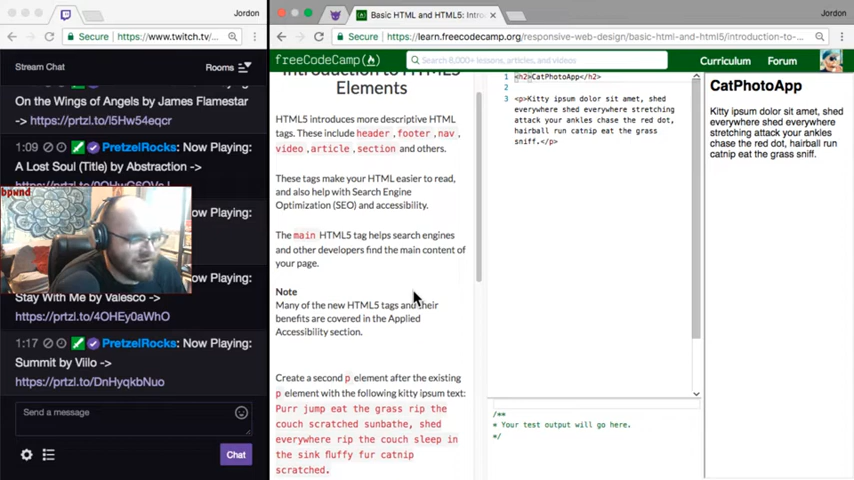 Jordon
Secure https://www.twitch.tv/...
Stream Chat
Rooms
On the Wings of Angels by James Flamestar
-> https://prtzl.to/l5Hw54eqcr
1:09 PretzelRocks: Now Playing:
A Lost Soul (Title) by Abstraction ->
bpwnd
ow Playing:
ow Playing:
Stay With Me by Valesco ->
https://prtzl.to/4OHEy0aWhO
1:17 PretzelRocks: Now Playing:
Summit by Viilo ->
https://prtzl.to/DnHyqkbNuo
Send a message
Chat
Basic HTML and HTML5: Intro
Jordon
Secure https://learn.freecodecamp.org/responsive-web-design/basic-html-and-html5/introduction-to-...
freeCodeCamp
Search 8,000+ lessons, articles, and videos
Curriculum
Forum
Introduction to HTML5
Elements
HTML5 introduces more descriptive HTML
tags. These include header , footer , nav ,
video , article , section and others.
These tags make your HTML easier to read,
and also help with Search Engine
Optimization (SEO) and accessibility.
The main HTML5 tag helps search engines
and other developers find the main content of
your page.
Note
Many of the new HTML5 tags and their
benefits are covered in the Applied
Accessibility section.
Create a second p element after the existing
p element with the following kitty ipsum text:
Purr jump eat the grass rip the
couch scratched sunbathe, shed
everywhere rip the couch sleep in
the sink fluffy fur catnip
scratched.
1 <h2>CatPhotoApp</h2>
2
3 <p>Kitty ipsum dolor sit amet, shed
everywhere shed everywhere stretching
attack your ankles chase the red dot,
hairball run catnip eat the grass
sniff.</p>
/**
* Your test output will go here.
*/
CatPhotoApp
Kitty ipsum dolor sit amet, shed
everywhere shed everywhere
stretching attack your ankles chase
the red dot, hairball run catnip eat
the grass sniff.